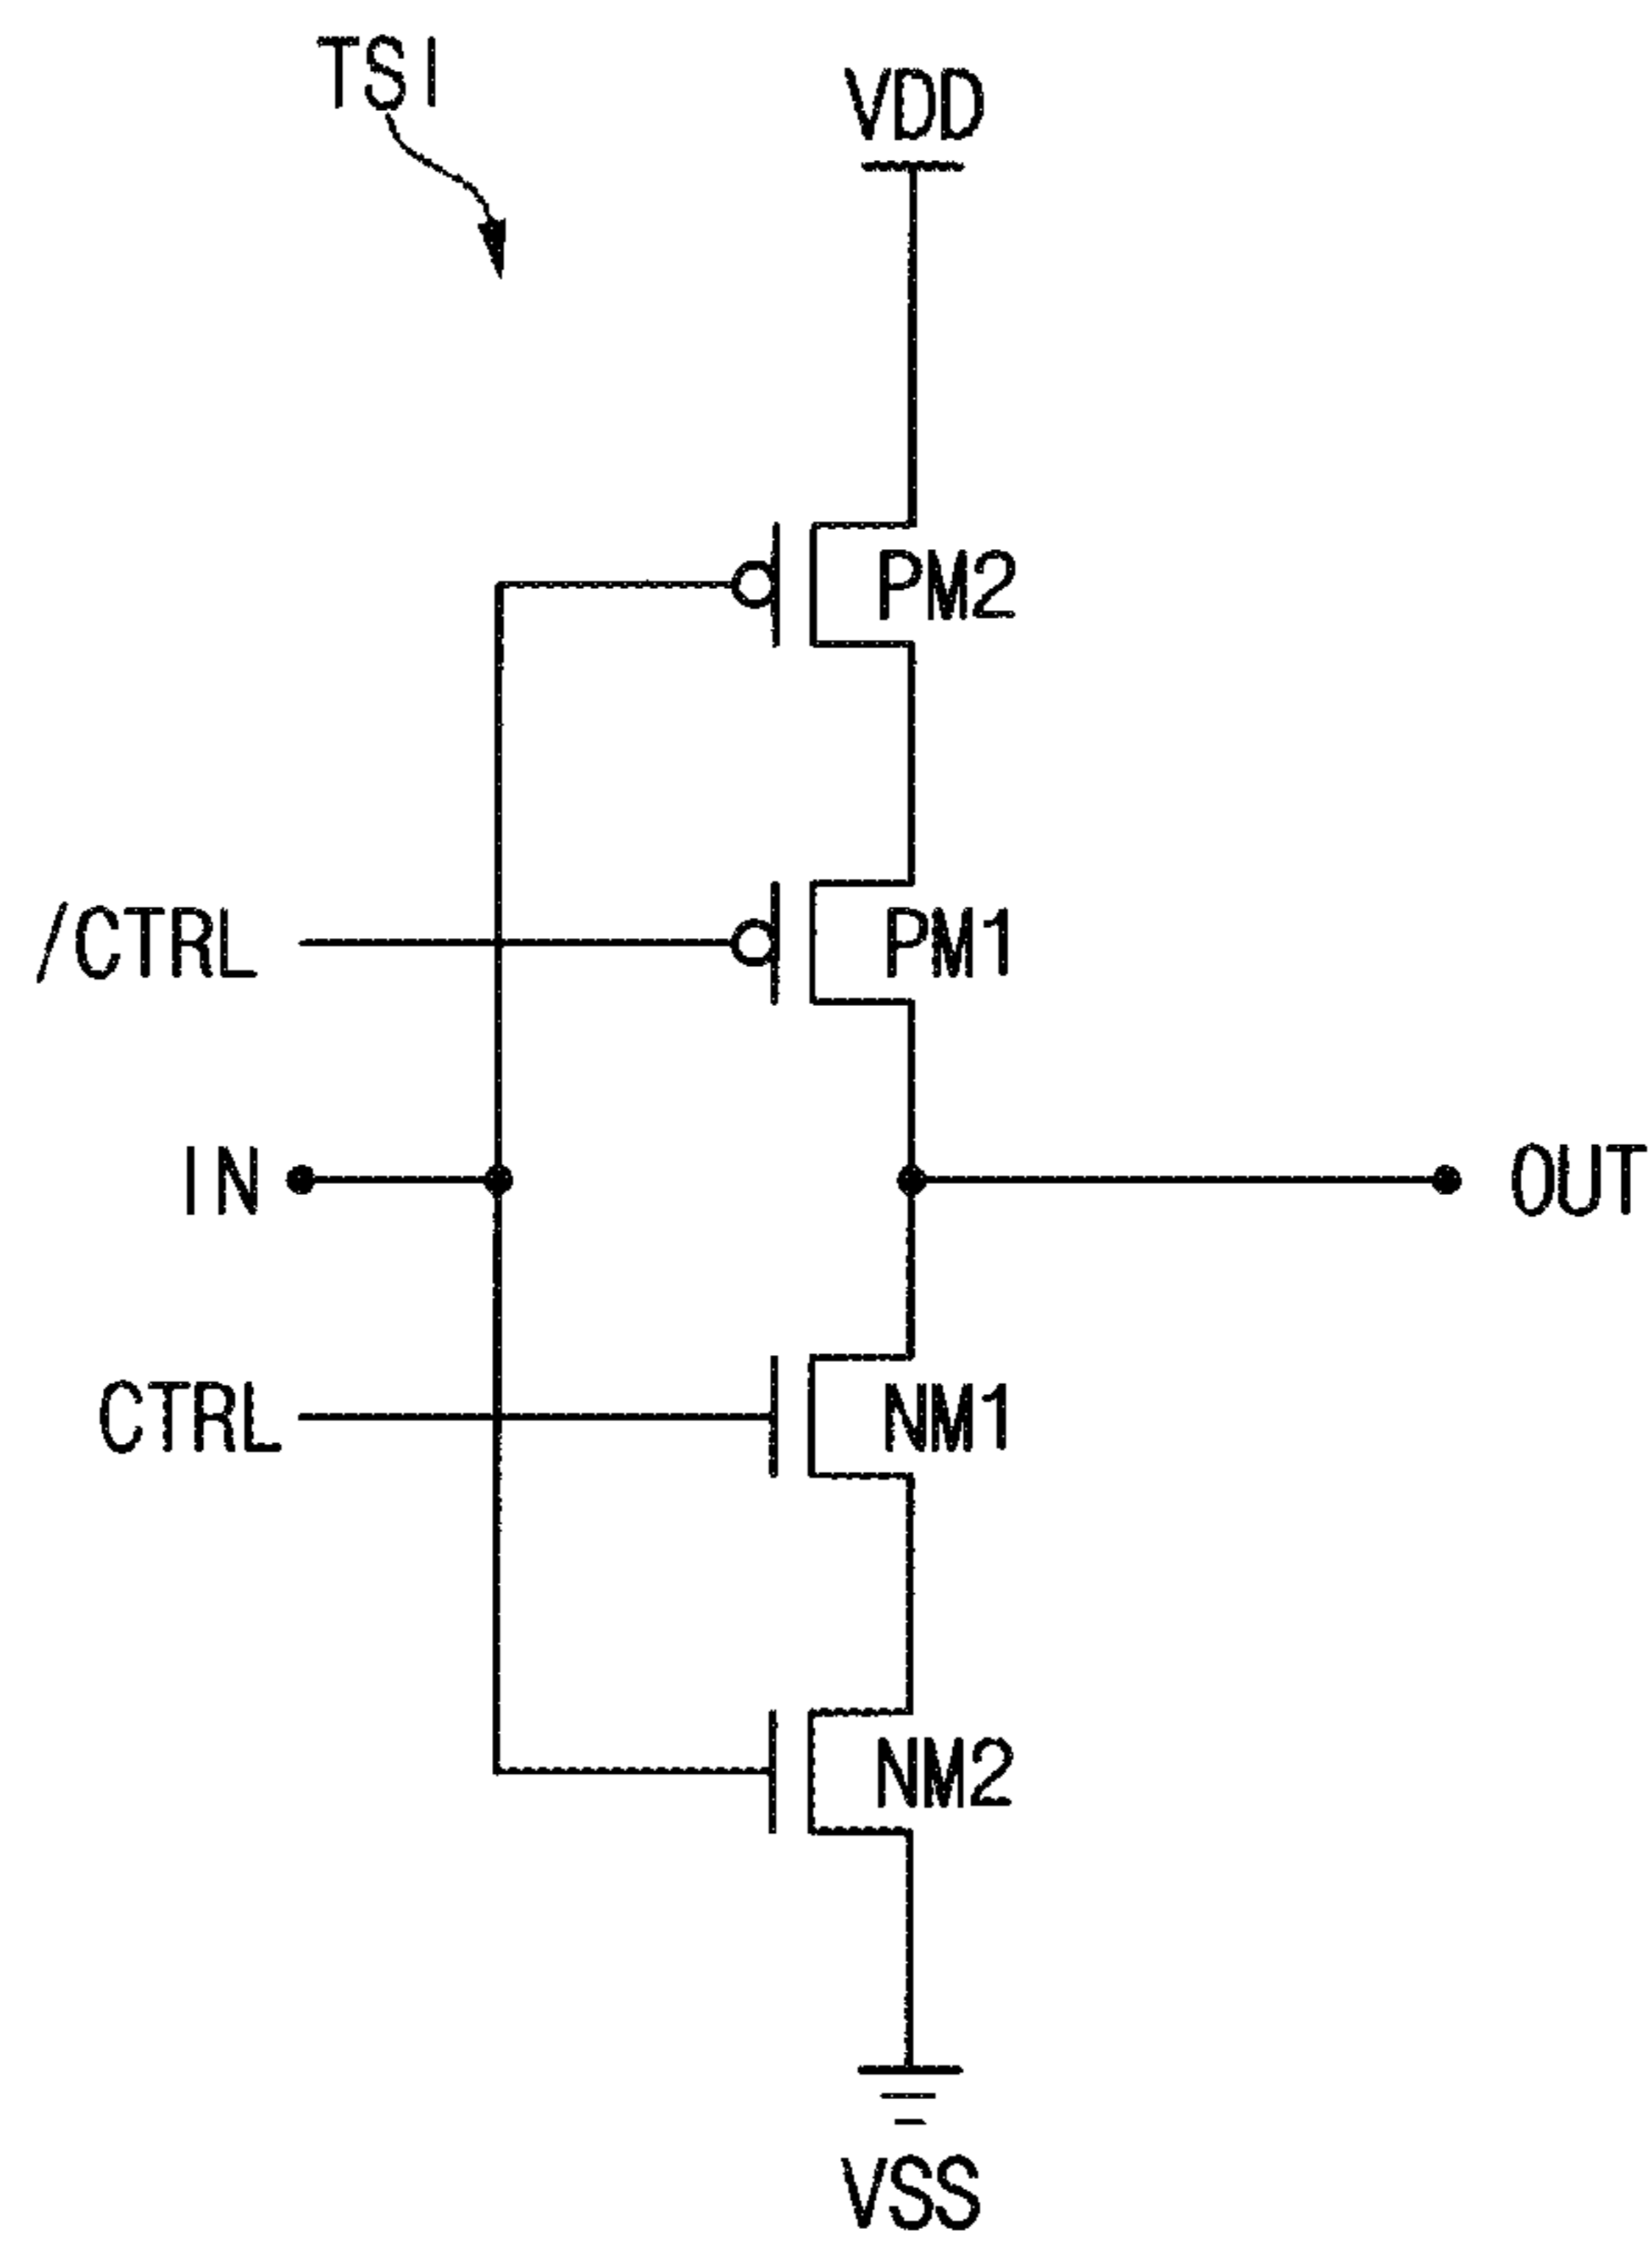 TSI
VDD
PM2
/CTRL
PM1
IN
OUT
CTRL
NM1
NM2
VSS